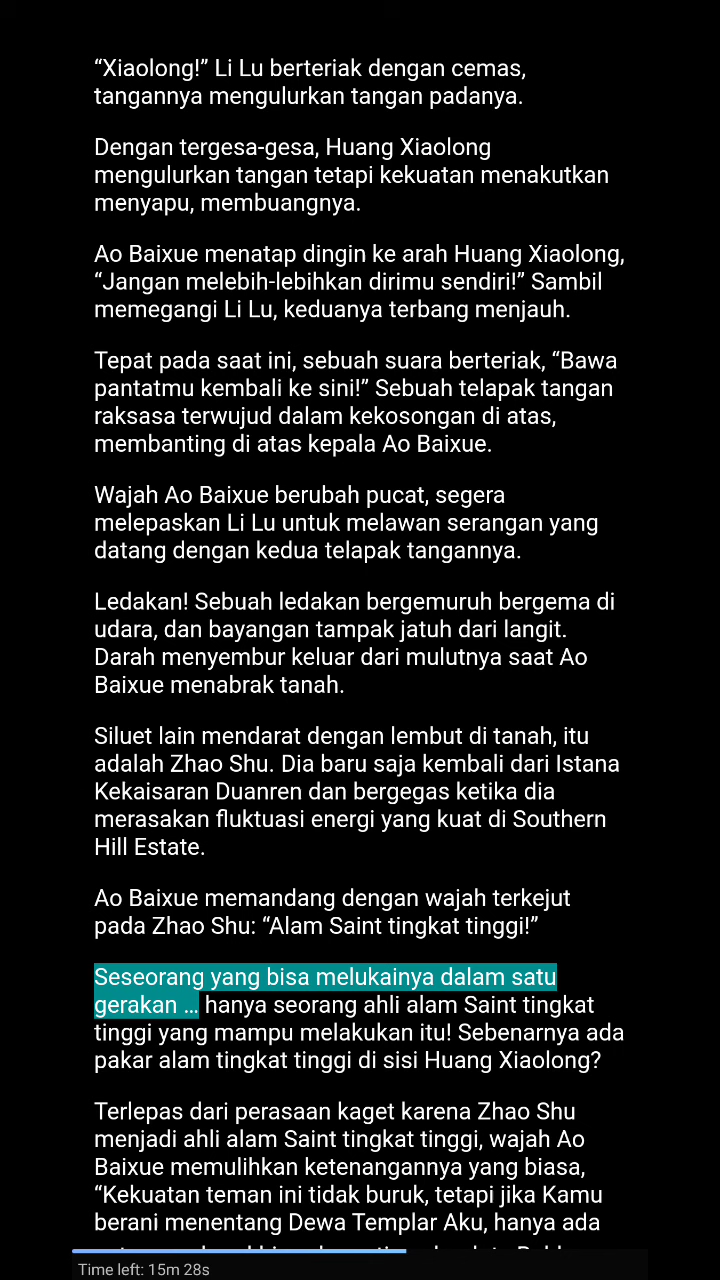 “Xiaolong!” Li Lu berteriak dengan cemas,
tangannya mengulurkan tangan padanya.
Dengan tergesa-gesa, Huang Xiaolong
mengulurkan tangan tetapi kekuatan menakutkan
menyapu, membuangnya.
Ao Baixue menatap dingin ke arah Huang Xiaolong,
“Jangan melebih-lebihkan dirimu sendiri!” Sambil
memegangi Li Lu, keduanya terbang menjauh.
Tepat pada saat ini, sebuah suara berteriak, “Bawa
pantatmu kembali ke sini!” Sebuah telapak tangan
raksasa terwujud dalam kekosongan di atas,
membanting di atas kepala Ao Baixue.
Wajah Ao Baixue berubah pucat, segera
melepaskan Li Lu untuk melawan serangan yang
datang dengan kedua telapak tangannya.
Ledakan! Sebuah ledakan bergemuruh bergema di
udara, dan bayangan tampak jatuh dari langit.
Darah menyembur keluar dari mulutnya saat Ao
Baixue menabrak tanah.
Siluet lain mendarat dengan lembut di tanah, itu
adalah Zhao Shu. Dia baru saja kembali dari Istana
Kekaisaran Duanren dan bergegas ketika dia
merasakan fluktuasi energi yang kuat di Southern
Hill Estate.
Ao Baixue memandang dengan wajah terkejut
pada Zhao Shu: “Alam Saint tingkat tinggi!”
Seseorang yang bisa melukainya dalam satu
gerakan ... hanya seorang ahli alam Saint tingkat
tinggi yang mampu melakukan itu! Sebenarnya ada
pakar alam tingkat tinggi di sisi Huang Xiaolong?
Terlepas dari perasaan kaget karena Zhao Shu
menjadi ahli alam Saint tingkat tinggi, wajah Ao
Baixue memulihkan ketenangannya yang biasa,
“Kekuatan teman ini tidak buruk, tetapi jika Kamu
berani menentang Dewa Templar Aku, hanya ada
Time left: 15m 28s